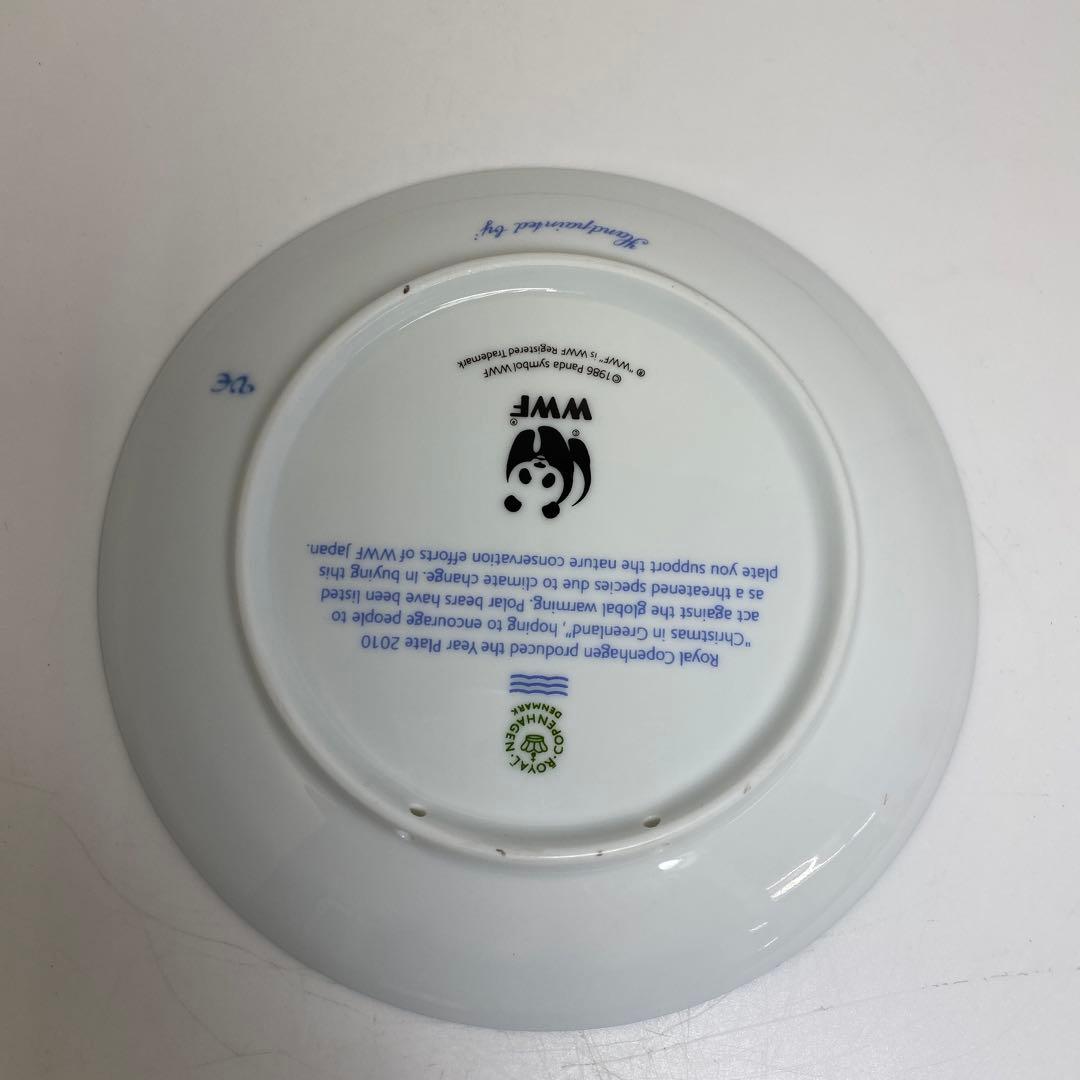 ROYAL · COPENHAGEN ·
DENMARK
Royal Copenhagen produced the Year Plate 2010
"Christmas in Greenland", hoping to encourage people to
act against the global warming. Polar bears have been listed
as a threatened species due to climate change. In buying this
plate you support the nature conservation efforts of WWF Japan.
©
WWF®
©1986 Panda symbol WWF
® "WWF" is WWF Registered Trademark
Handpainted by: